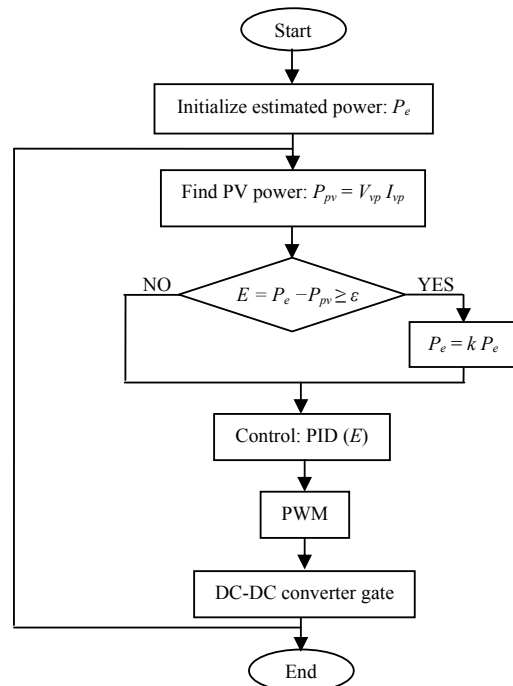 Start
Initialize estimated power: Pₑ
Find PV power: Pₚᵥ = Vᵥₚ Iᵥₚ
NO
E = Pₑ −Pₚᵥ ≥ ε
YES
Pₑ = k Pₑ
Control: PID (E)
PWM
DC-DC converter gate
End